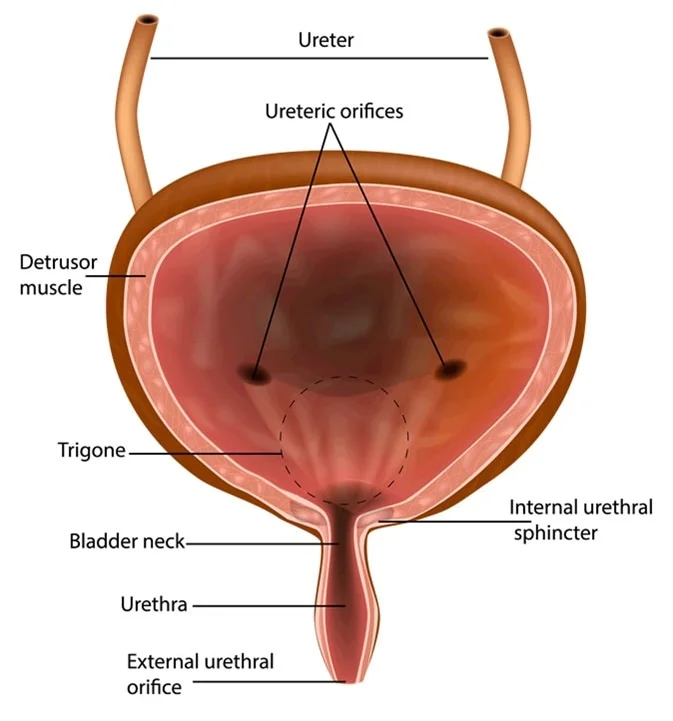 Ureter
Ureteric orifices
Detrusor
muscle
Trigone
Internal urethral
sphincter
Bladder neck
Urethra
External urethral
orifice